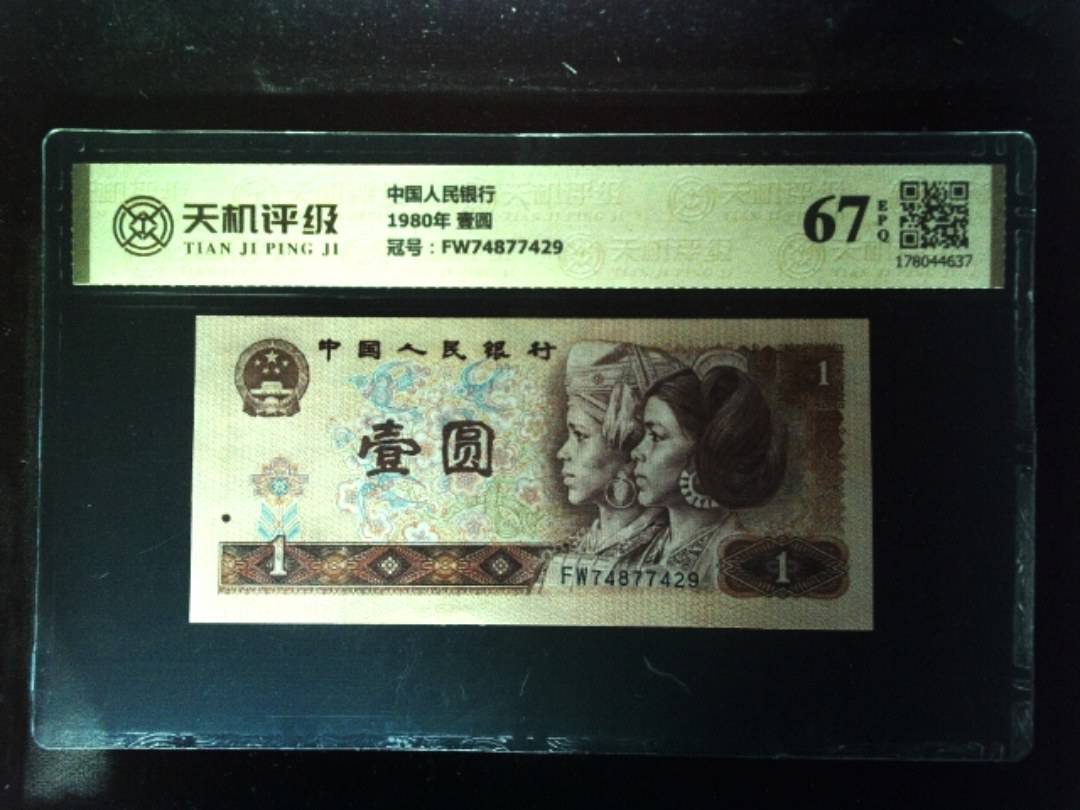 天机评级
TIAN JI PING JI
中国人民银行
1980年 壹圆
冠号：FW74877429
67
EPQ
178044637
中国人民银行
1
壹圆
1
FW74877429
1